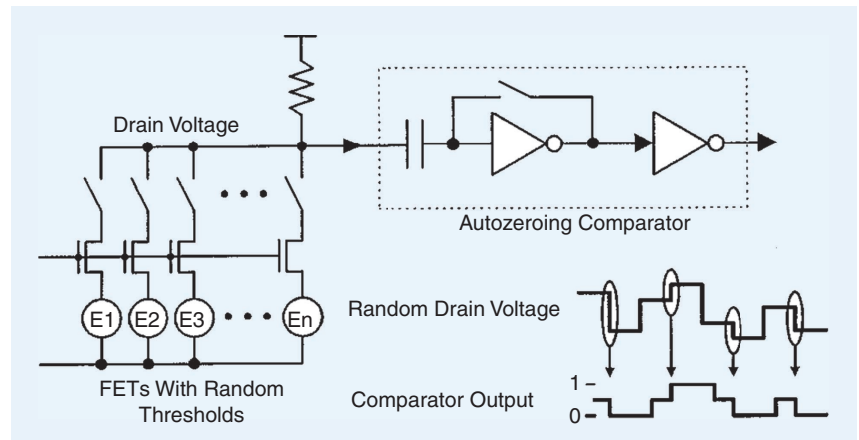 Drain Voltage
Autozeroing Comparator
E1 E2 E3 • • • En
Random Drain Voltage
FETs With Random
Thresholds
Comparator Output
1
0